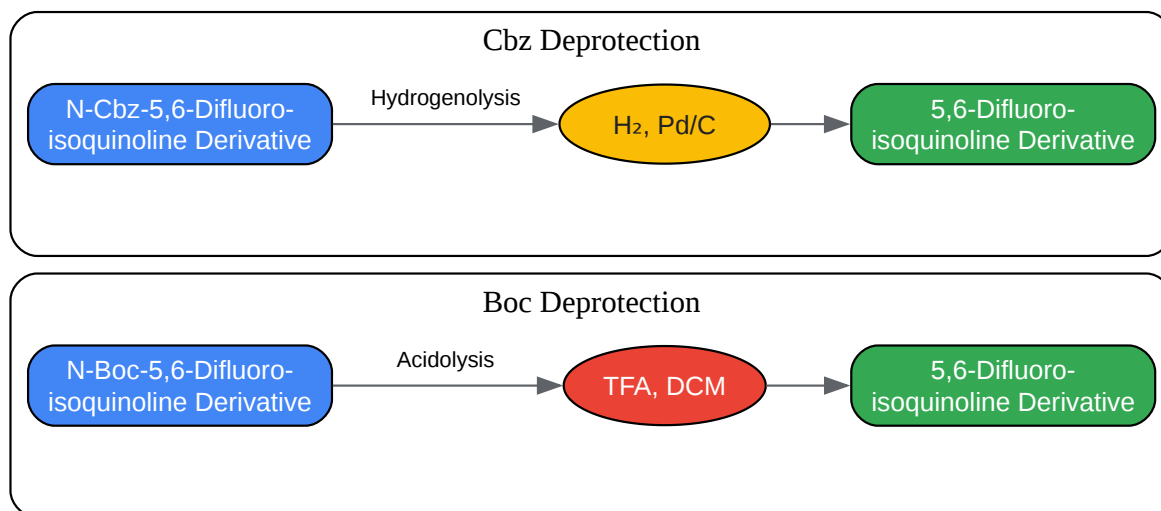 Cbz Deprotection
N-Cbz-5,6-Difluoro-
isoquinoline Derivative
Hydrogenolysis
H₂, Pd/C
5,6-Difluoro-
isoquinoline Derivative
Boc Deprotection
N-Boc-5,6-Difluoro-
isoquinoline Derivative
Acidolysis
TFA, DCM
5,6-Difluoro-
isoquinoline Derivative